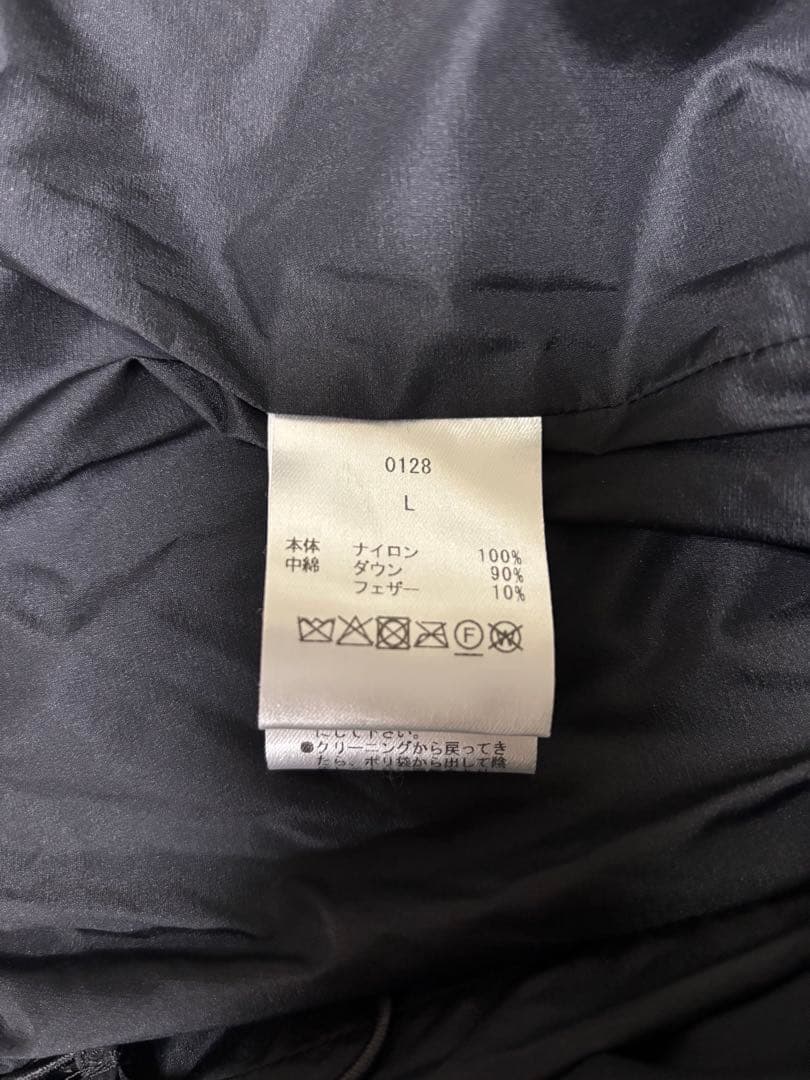 0128
L
本体 ナイロン 100%
中綿 ダウン 90%
フェザー 10%
F W
にして下さい。
●クリーニングから戻ってき
たら、ポリ袋から出して陰